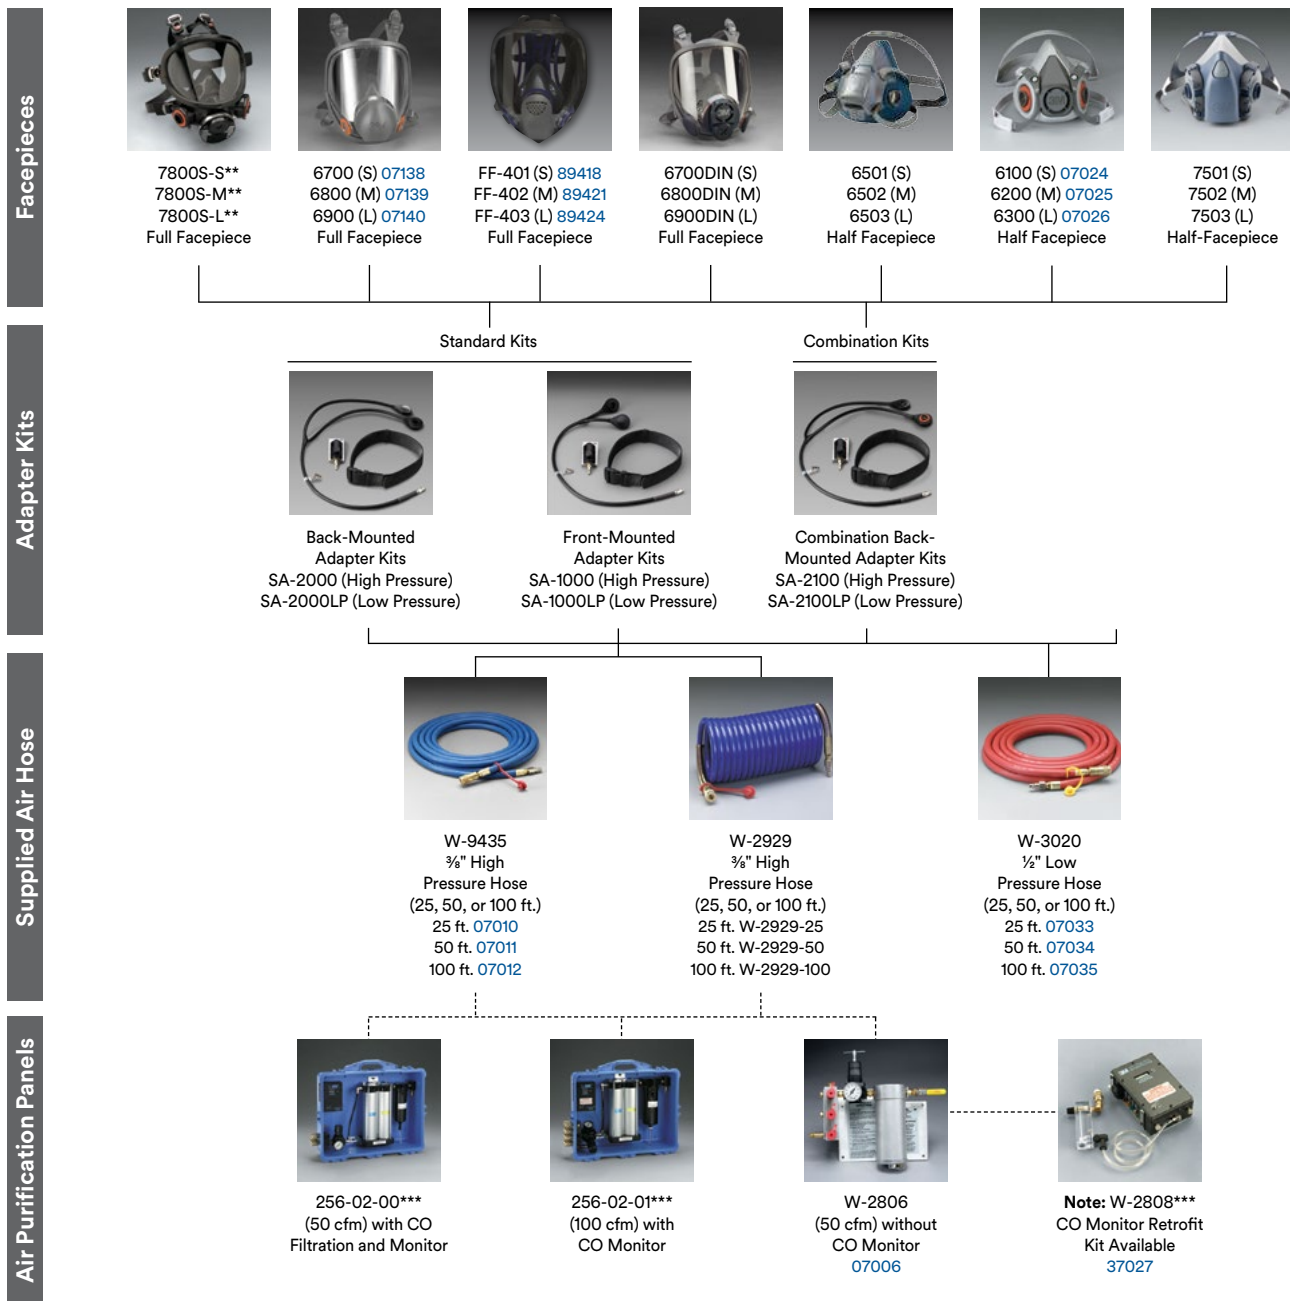 Facepieces
7800S-S**
7800S-M**
7800S-L**
Full Facepiece
6700 (S) 07138
6800 (M) 07139
6900 (L) 07140
Full Facepiece
FF-401 (S) 89418
FF-402 (M) 89421
FF-403 (L) 89424
Full Facepiece
6700DIN (S)
6800DIN (M)
6900DIN (L)
Full Facepiece
6501 (S)
6502 (M)
6503 (L)
Half Facepiece
6100 (S) 07024
6200 (M) 07025
6300 (L) 07026
Half Facepiece
7501 (S)
7502 (M)
7503 (L)
Half-Facepiece
Adapter Kits
Standard Kits
Combination Kits
Back-Mounted
Adapter Kits
SA-2000 (High Pressure)
SA-2000LP (Low Pressure)
Front-Mounted
Adapter Kits
SA-1000 (High Pressure)
SA-1000LP (Low Pressure)
Combination Back-
Mounted Adapter Kits
SA-2100 (High Pressure)
SA-2100LP (Low Pressure)
Supplied Air Hose
W-9435
⅜" High
Pressure Hose
(25, 50, or 100 ft.)
25 ft. 07010
50 ft. 07011
100 ft. 07012
W-2929
⅜" High
Pressure Hose
(25, 50, or 100 ft.)
25 ft. W-2929-25
50 ft. W-2929-50
100 ft. W-2929-100
W-3020
½" Low
Pressure Hose
(25, 50, or 100 ft.)
25 ft. 07033
50 ft. 07034
100 ft. 07035
Air Purification Panels
256-02-00***
(50 cfm) with CO
Filtration and Monitor
256-02-01***
(100 cfm) with
CO Monitor
W-2806
(50 cfm) without
CO Monitor
07006
Note: W-2808***
CO Monitor Retrofit
Kit Available
37027